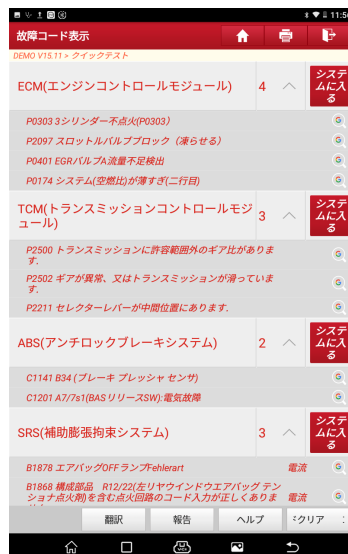 11:56
故障コード表示
DEMO V15.11 > クイックテスト
ECM(エンジンコントロールモジュール) 4 システムに入る
P0303 3シリンダー不点火(P0303)
P2097 スロットルバルブブロック（凍らせる）
P0401 EGRバルブA流量不足検出
P0174 システム(空燃比)が薄すぎ(二行目)
TCM(トランスミッションコントロールモジ
ュール) 3 システムに入る
P2500 トランスミッションに許容範囲外のギア比がありま
す.
P2502 ギアが異常、又はトランスミッションが滑っていま
す.
P2211 セレクターレバーが中間位置にあります.
ABS(アンチロックブレーキシステム) 2 システムに入る
C1141 B34 (ブレーキ プレッシャ センサ)
C1201 A7/7s1(BASリリースSW):電気故障
SRS(補助膨張拘束システム) 3 システムに入る
B1878 エアバッグOFFランプFehlerart 電流
B1868 構成部品　R12/22(左リヤウインドウエアバッグ テン
ショナ点火剤)を含む点火回路のコード入力が正しくありま 電流
翻訳 報告 ヘルプ クリア